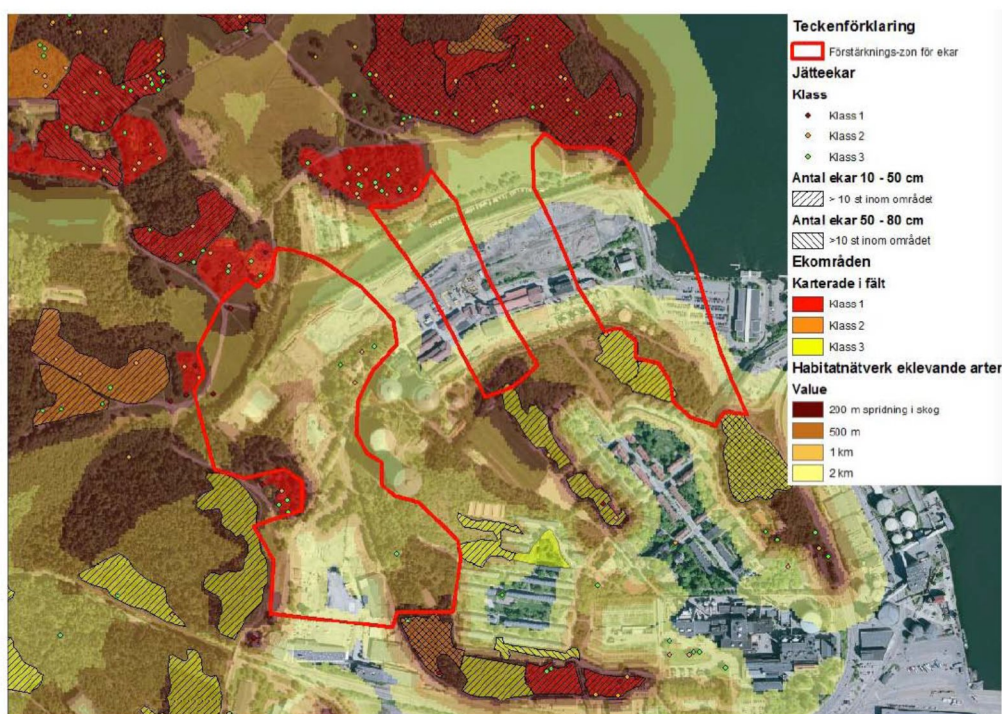 Teckenförklaring
Förstärknings-zon för ekar
Jätteekar
Klass
Klass 1
Klass 2
Klass 3
Antal ekar 10 - 50 cm
> 10 st inom området
Antal ekar 50 - 80 cm
>10 st inom området
Ekområden
Karterade i fält
Klass 1
Klass 2
Klass 3
Habitatnätverk eklevande arter
Value
200 m spridning i skog
500 m
1 km
2 km